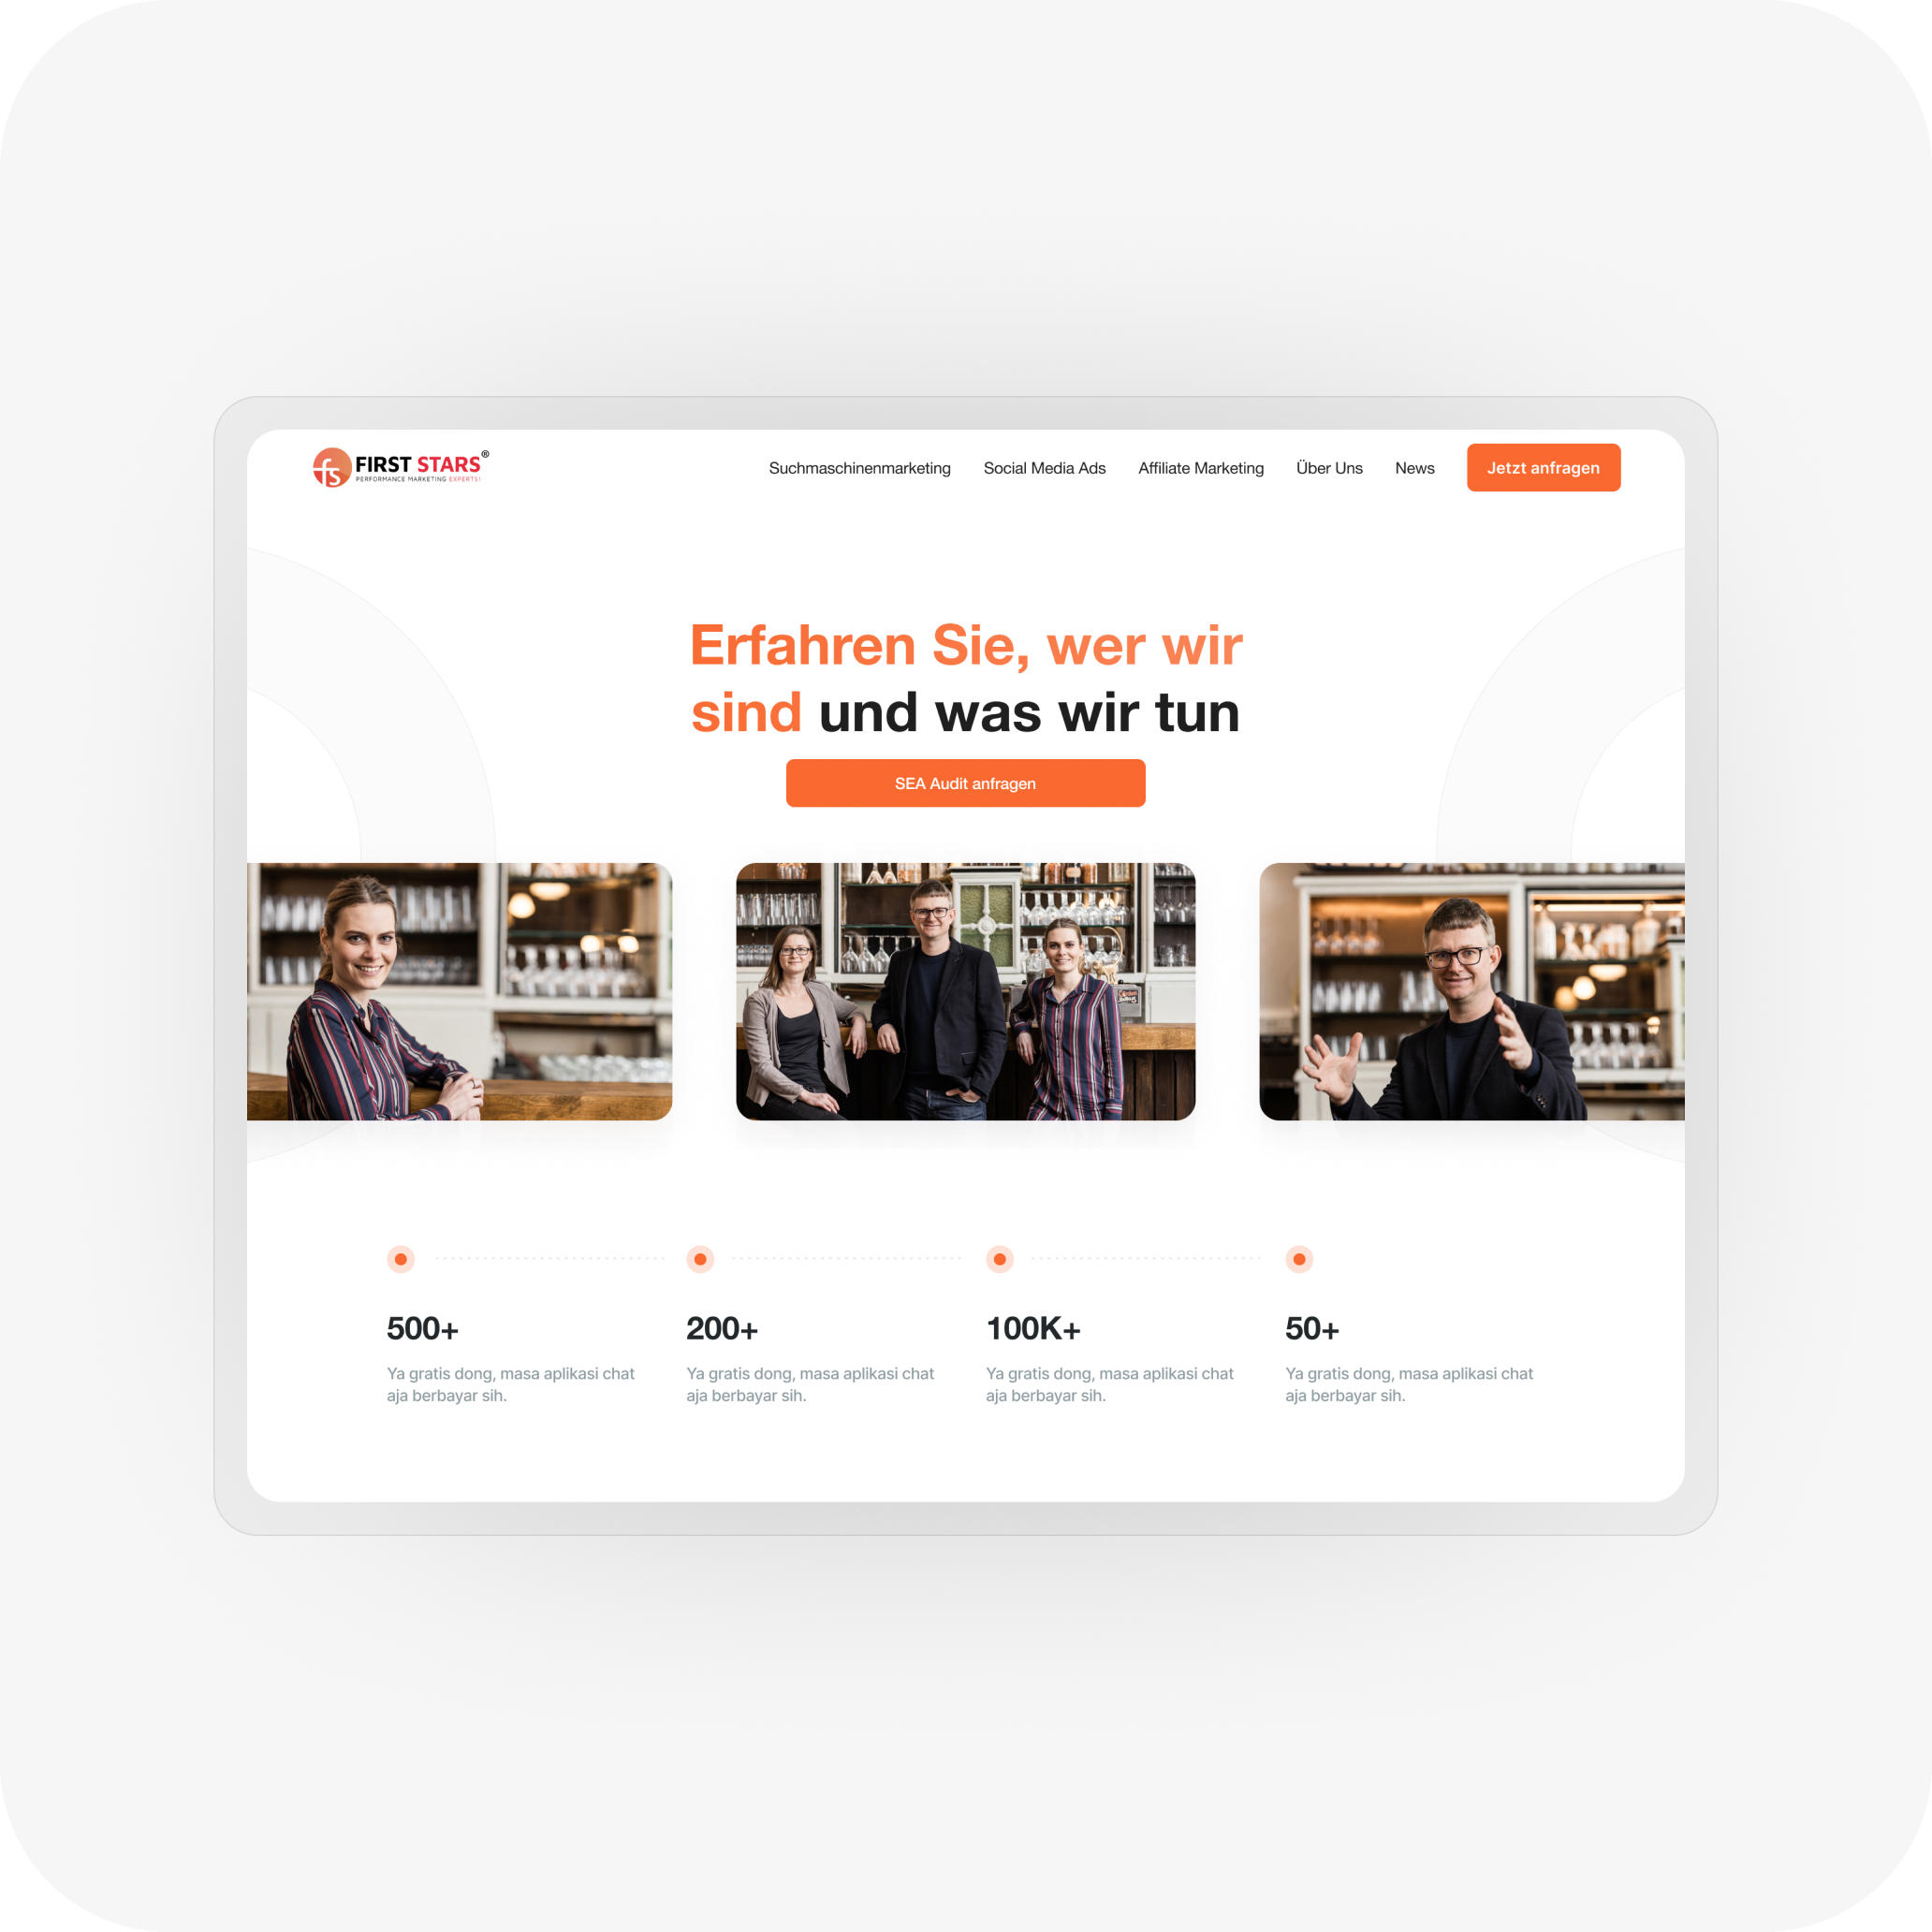 FIRST STARS®
PERFORMANCE MARKETING EXPERTS!
Suchmaschinenmarketing
Social Media Ads
Affiliate Marketing
Über Uns
News
Jetzt anfragen
Erfahren Sie, wer wir
sind und was wir tun
SEA Audit anfragen
500+
Ya gratis dong, masa aplikasi chat
aja berbayar sih.
200+
Ya gratis dong, masa aplikasi chat
aja berbayar sih.
100K+
Ya gratis dong, masa aplikasi chat
aja berbayar sih.
50+
Ya gratis dong, masa aplikasi chat
aja berbayar sih.